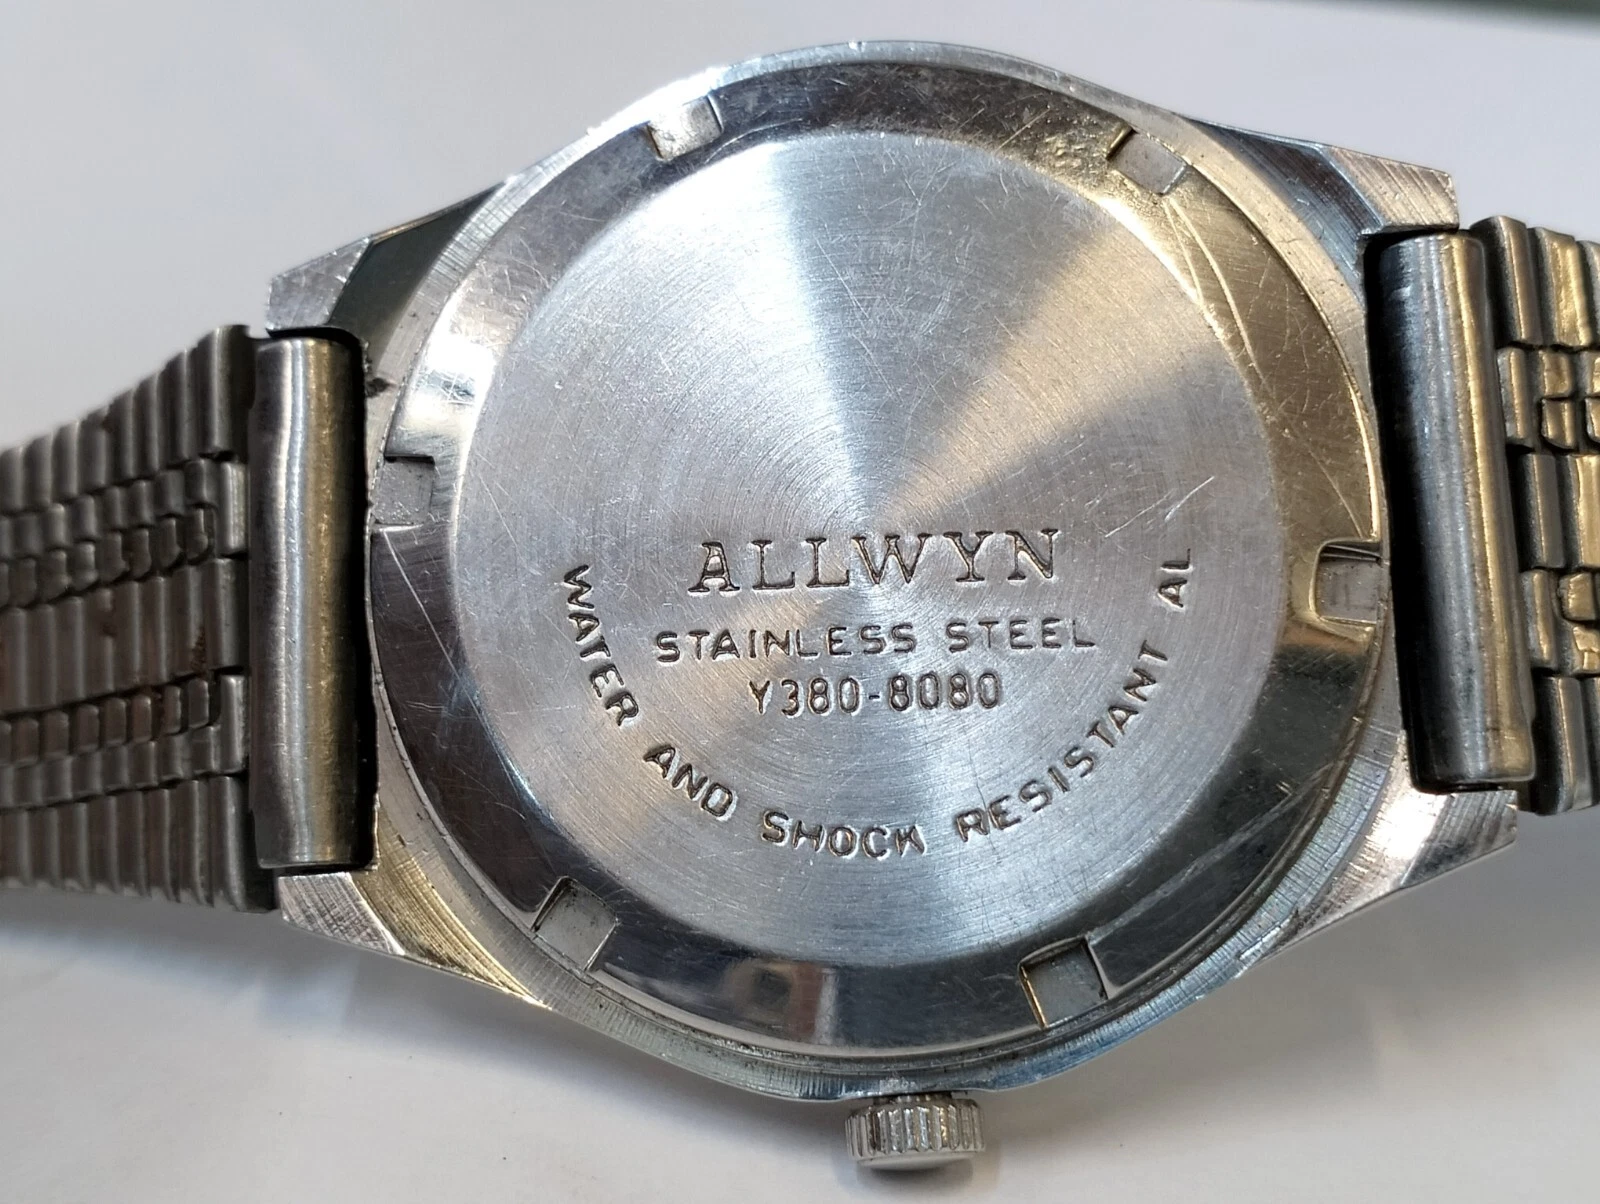 ALLWYN
STAINLESS STEEL
Y380-8080
WATER AND SHOCK RESISTANT AL